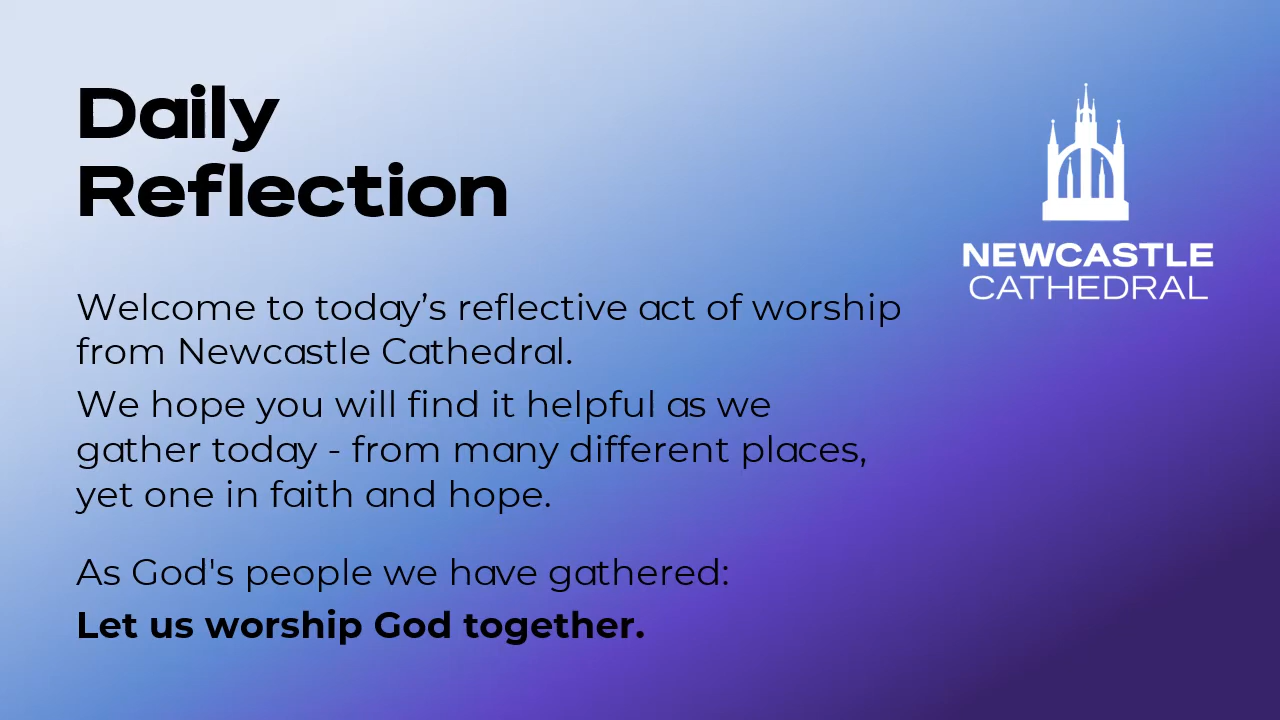 Daily
Reflection
NEWCASTLE
CATHEDRAL
Welcome to today’s reflective act of worship
from Newcastle Cathedral.
We hope you will find it helpful as we
gather today - from many different places,
yet one in faith and hope.
As God's people we have gathered:
Let us worship God together.